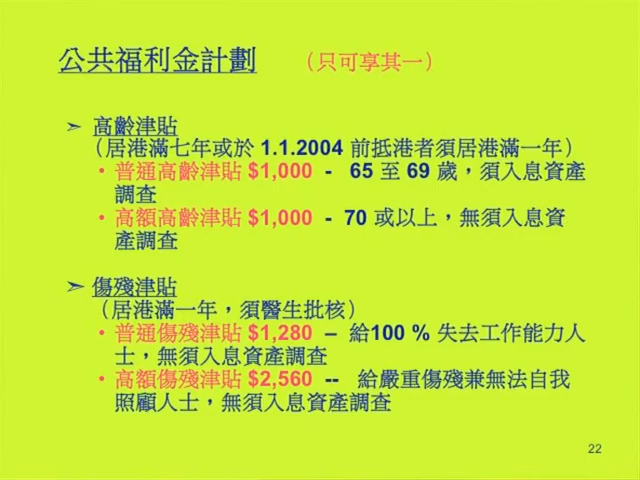 公共福利金計劃 （只可享其一）
➣ 高齡津貼
（居港滿七年或於 1.1.2004 前抵港者須居港滿一年）
• 普通高齡津貼 $1,000 - 65 至 69 歲，須入息資產
調查
• 高額高齡津貼 $1,000 - 70 或以上，無須入息資
產調查
➣ 傷殘津貼
（居港滿一年，須醫生批核）
• 普通傷殘津貼 $1,280 – 給100 % 失去工作能力人
士，無須入息資產調查
• 高額傷殘津貼 $2,560 -- 給嚴重傷殘兼無法自我
照顧人士，無須入息資產調查
22